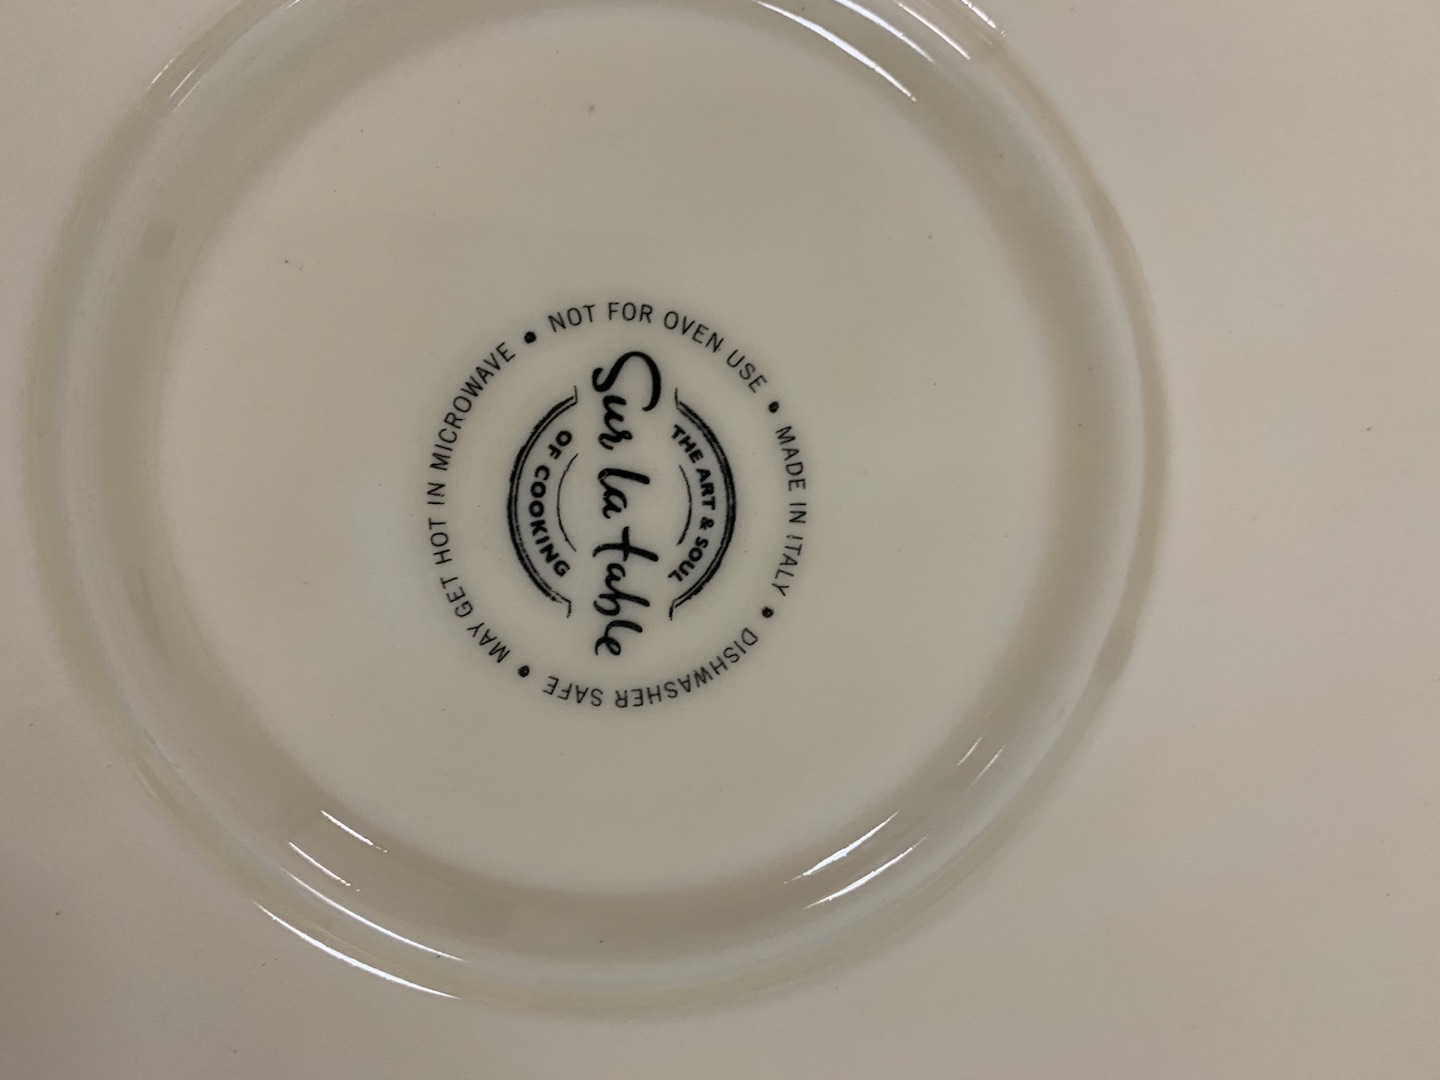 Sur la table
THE ART & SOUL
OF COOKING
NOT FOR OVEN USE • MADE IN ITALY • DISHWASHER SAFE • MAY GET HOT IN MICROWAVE •